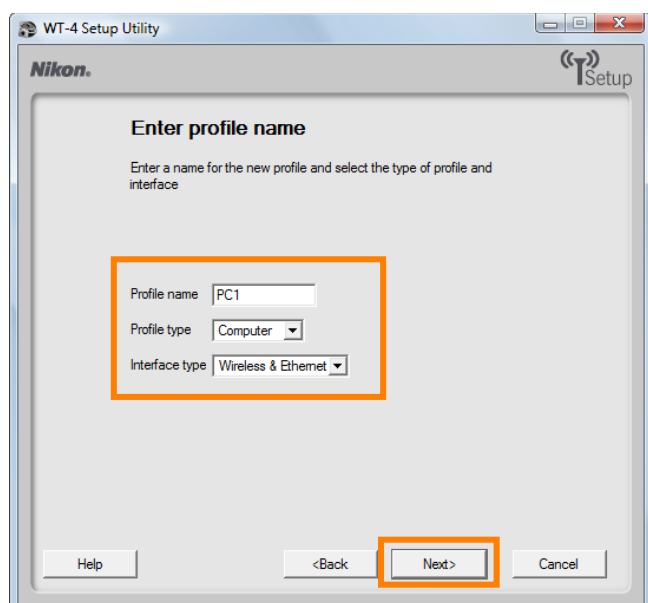 WT-4 Setup Utility
Nikon.
Setup
Enter profile name
Enter a name for the new profile and select the type of profile and
interface
Profile name PC1
Profile type Computer
Interface type Wireless & Ethernet
Help <Back Next> Cancel